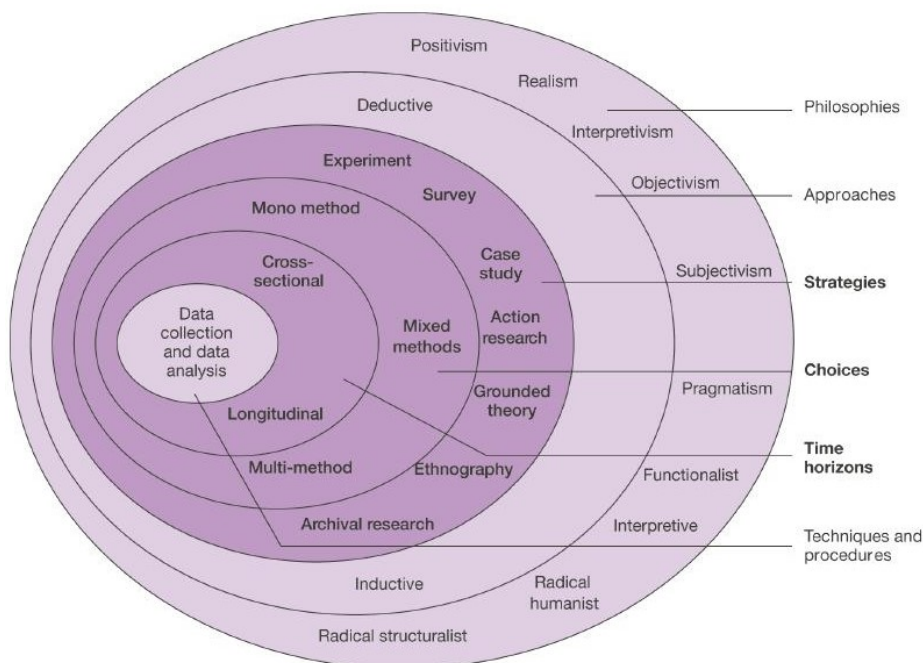 Positivism
Realism
Philosophies
Deductive
Interpretivism
Experiment
Objectivism
Survey
Approaches
Mono method
Case
study
Subjectivism
Strategies
Cross-
sectional
Data
collection
and data
analysis
Mixed
methods
Action
research
Choices
Grounded
theory
Pragmatism
Longitudinal
Time
horizons
Multi-method
Ethnography
Functionalist
Archival research
Interpretive
Techniques and
procedures
Inductive
Radical
humanist
Radical structuralist